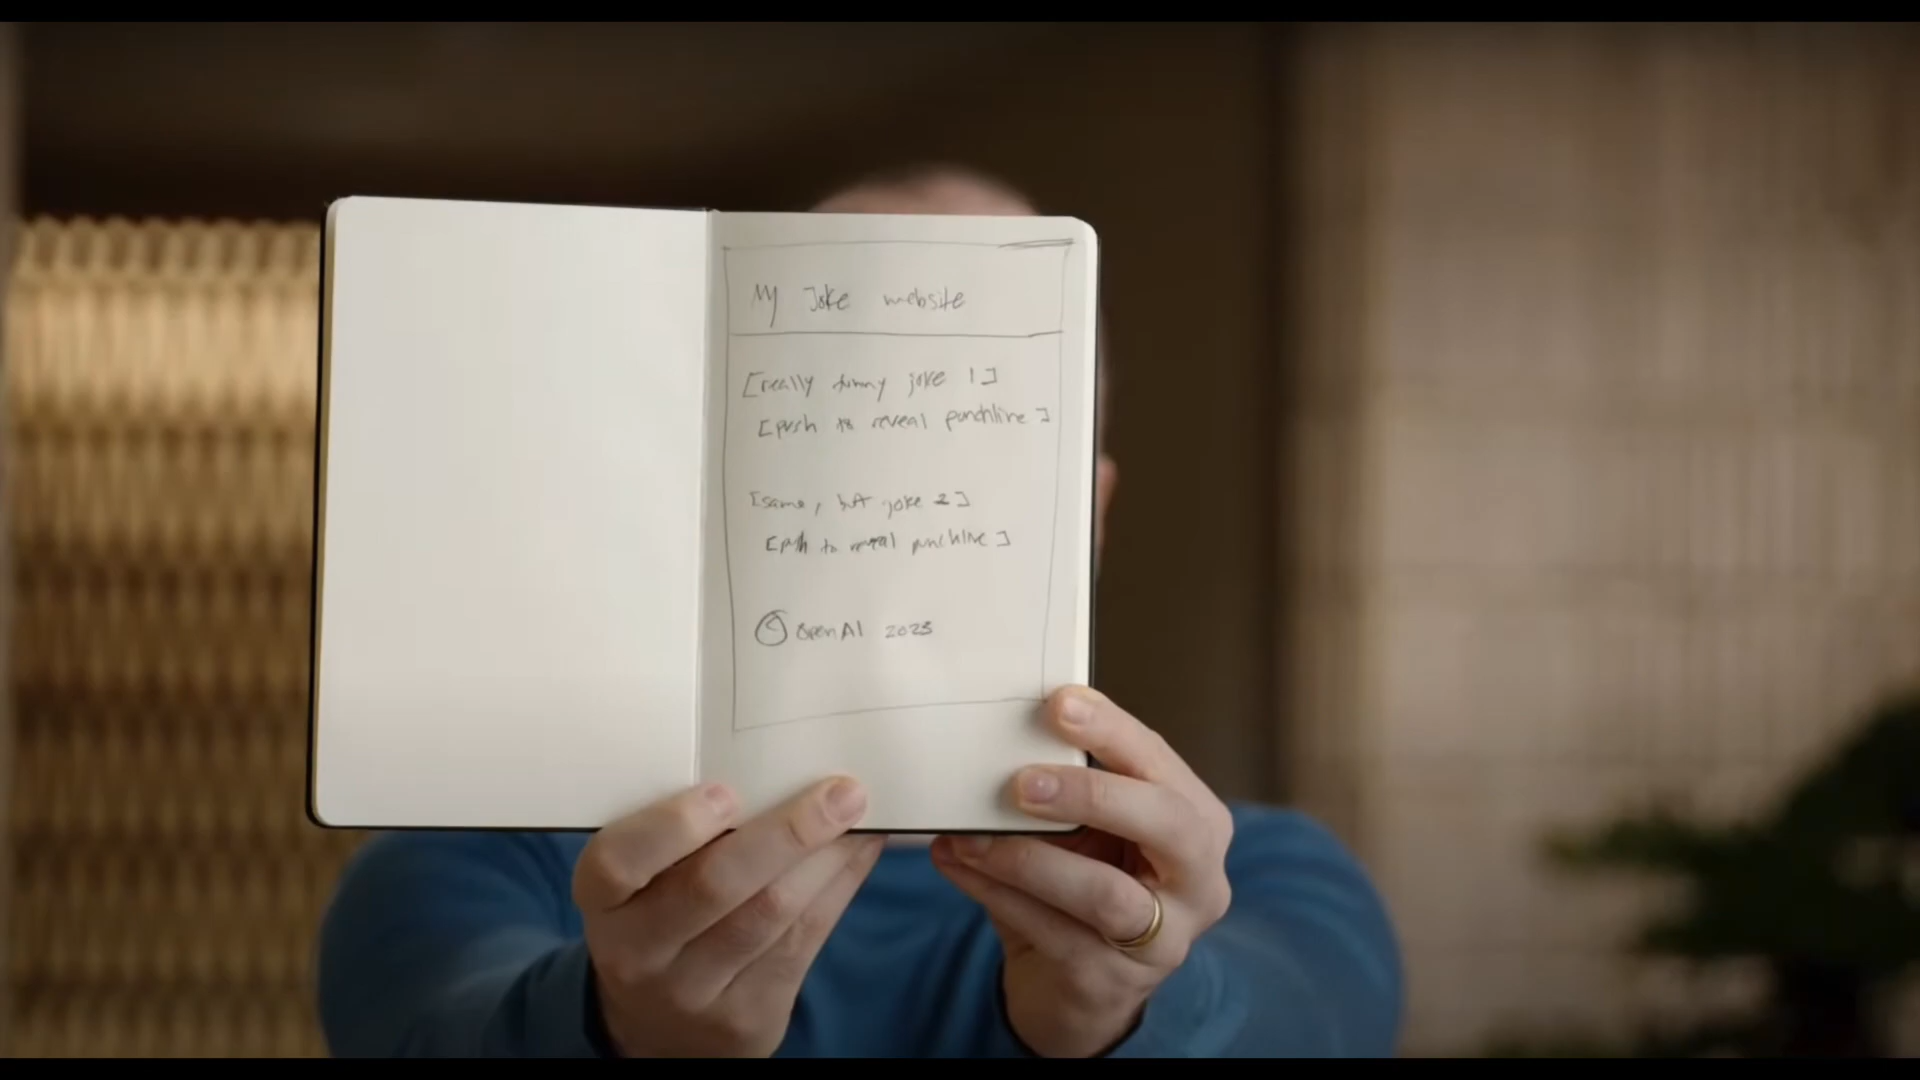 My Joke website
[really funny joke 1]
[push to reveal punchline]
[same, but joke 2]
[push to reveal punchline]
© OpenAI 2023